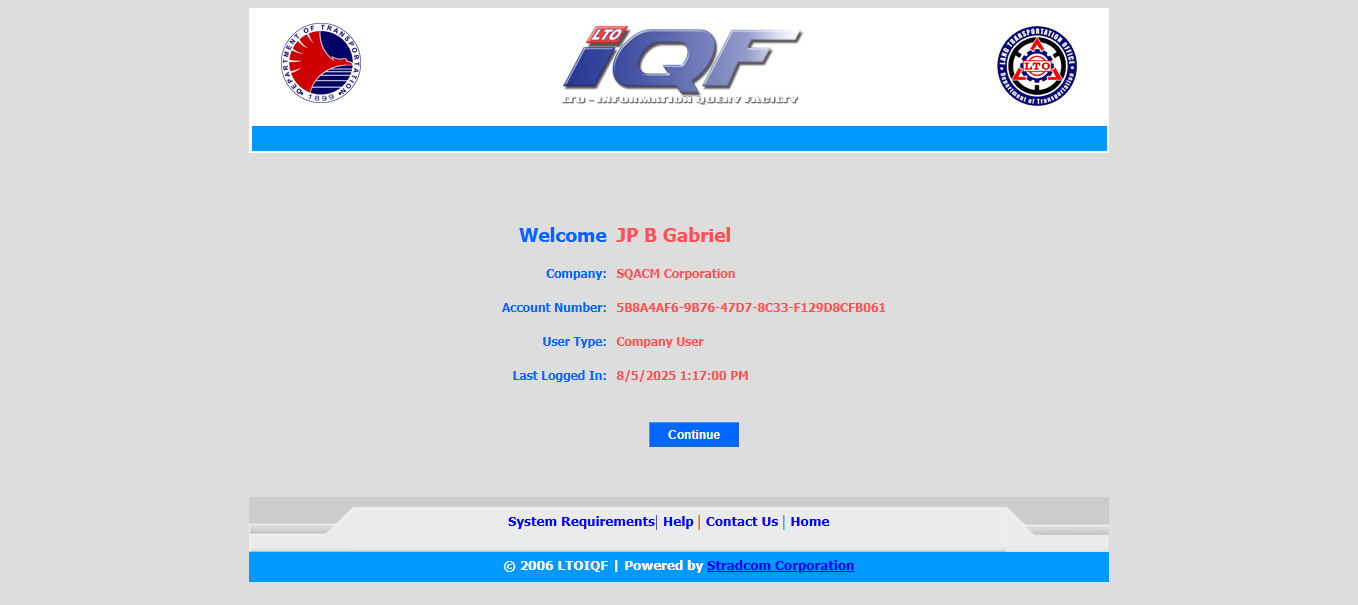 DEPARTMENT OF TRANSPORTATION
1899
LTO
iQF
LTO - INFORMATION QUERY FACILTY
LAND TRANSPORTATION OFFICE
LTO
Department of Transportation
Welcome JP B Gabriel
Company: SQACM Corporation
Account Number: 5B8A4AF6-9B76-47D7-8C33-F129D8CFB061
User Type: Company User
Last Logged In: 8/5/2025 1:17:00 PM
Continue
System Requirements| Help | Contact Us | Home
© 2006 LTOIQF | Powered by Stradcom Corporation